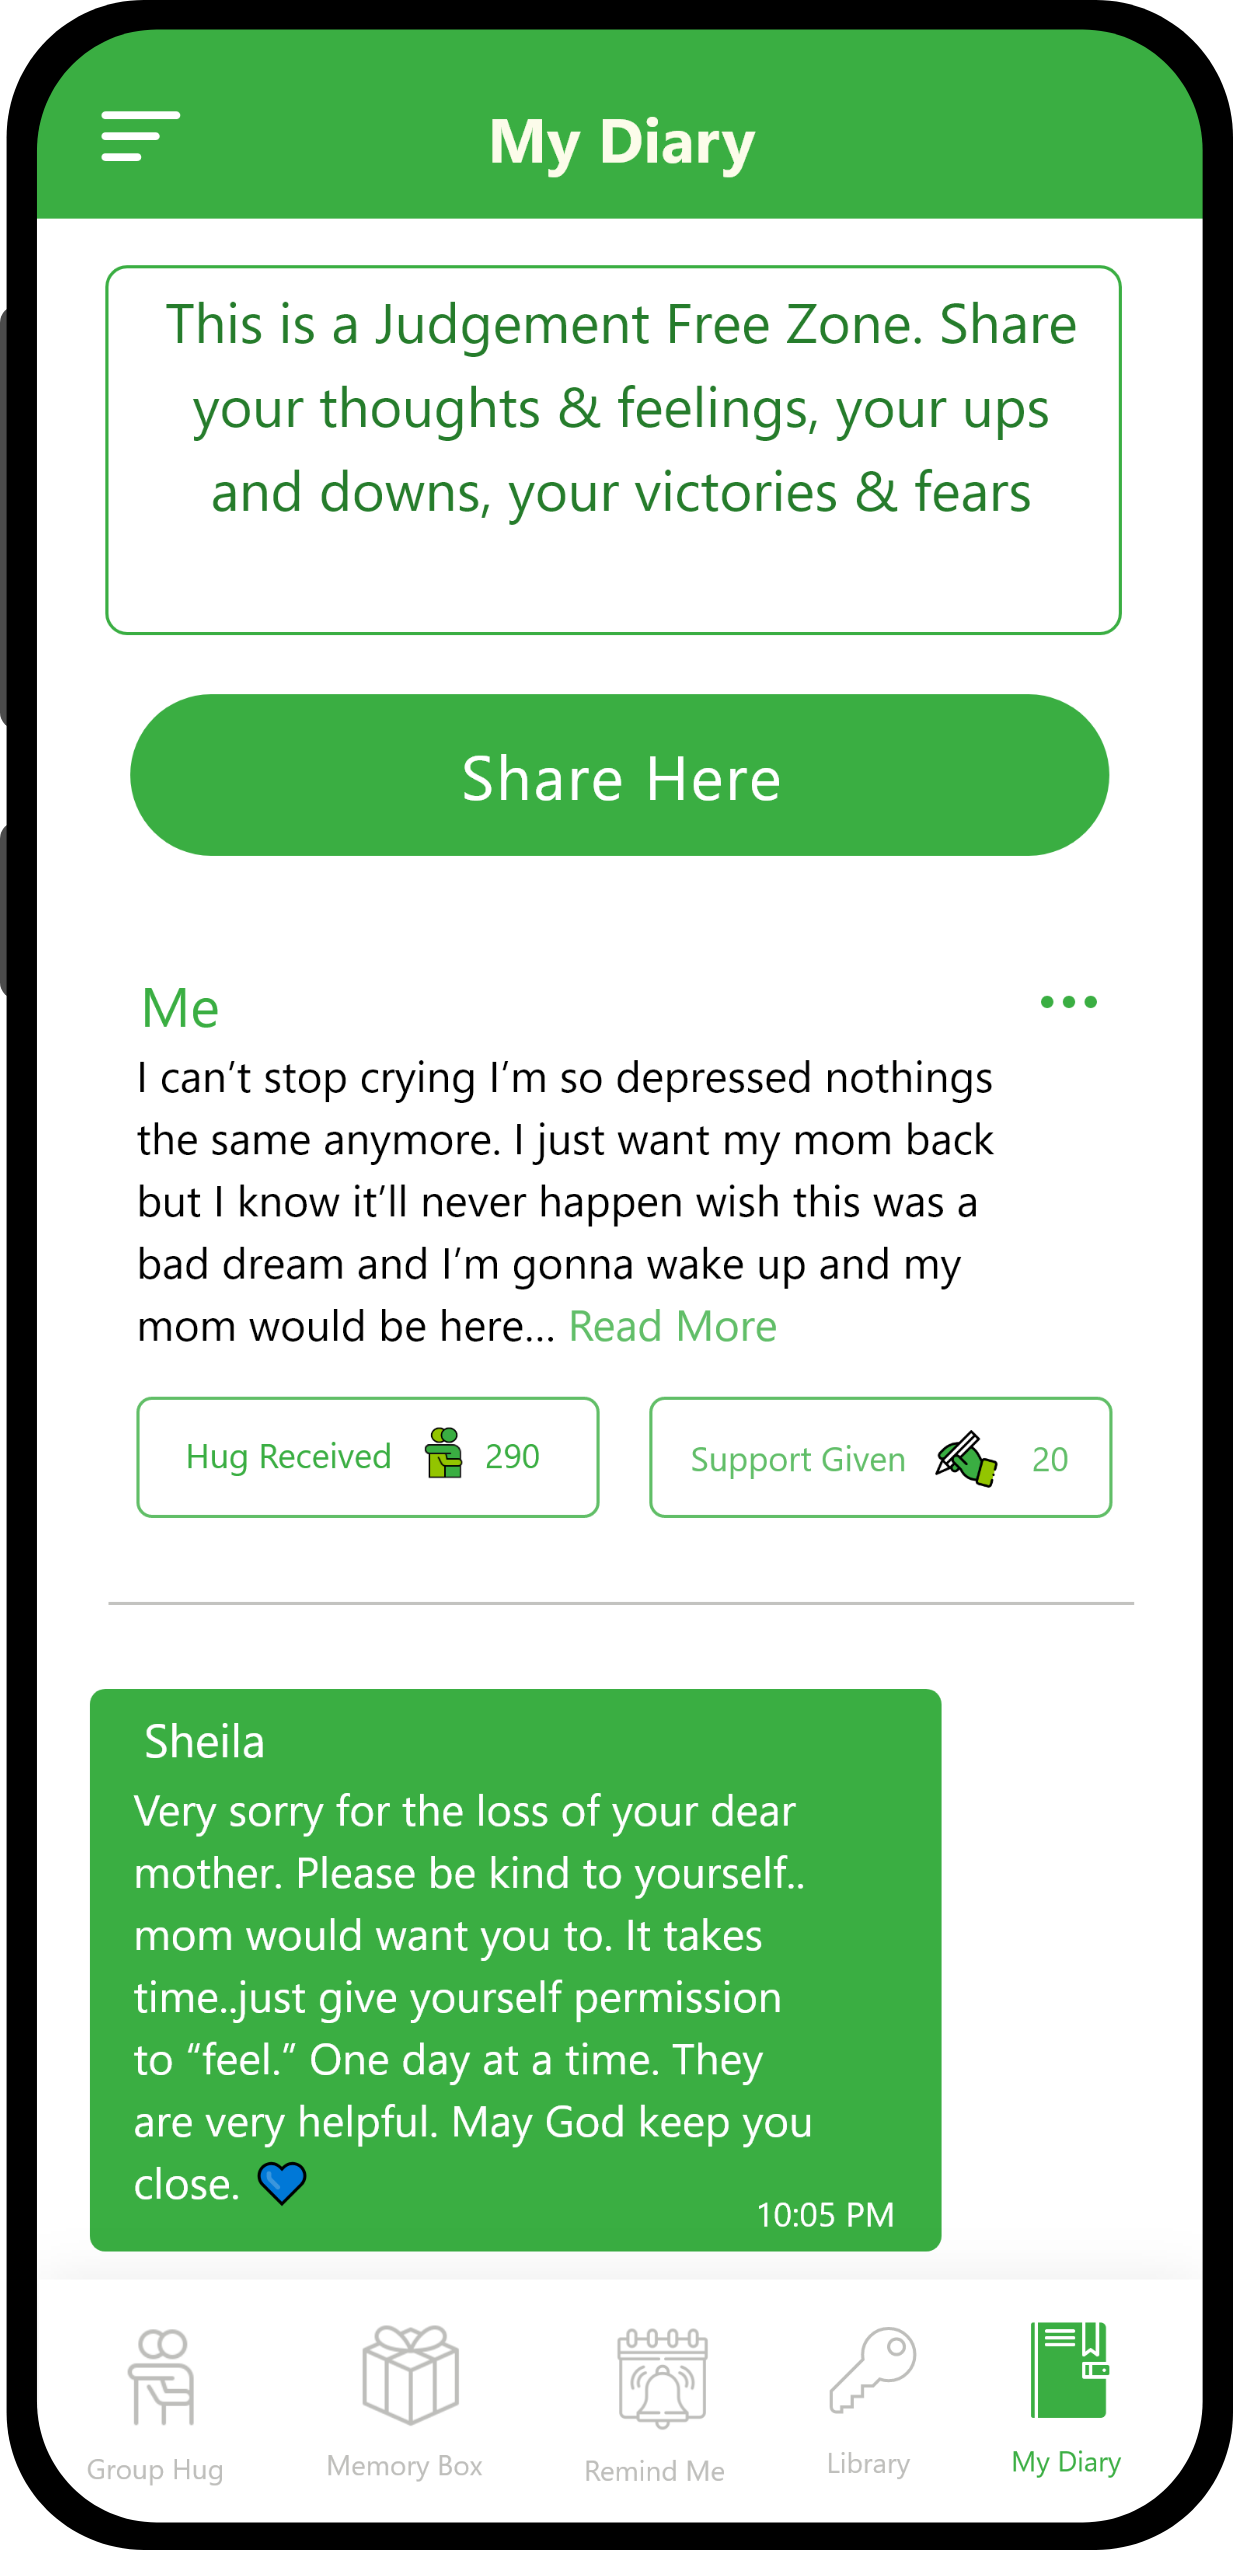 My Diary
This is a Judgement Free Zone. Share
your thoughts & feelings, your ups
and downs, your victories & fears
Share Here
Me
I can’t stop crying I’m so depressed nothings
the same anymore. I just want my mom back
but I know it’ll never happen wish this was a
bad dream and I’m gonna wake up and my
mom would be here... Read More
Hug Received 290
Support Given 20
Sheila
Very sorry for the loss of your dear
mother. Please be kind to yourself..
mom would want you to. It takes
time..just give yourself permission
to “feel.” One day at a time. They
are very helpful. May God keep you
close. 💙
10:05 PM
Group Hug
Memory Box
Remind Me
Library
My Diary